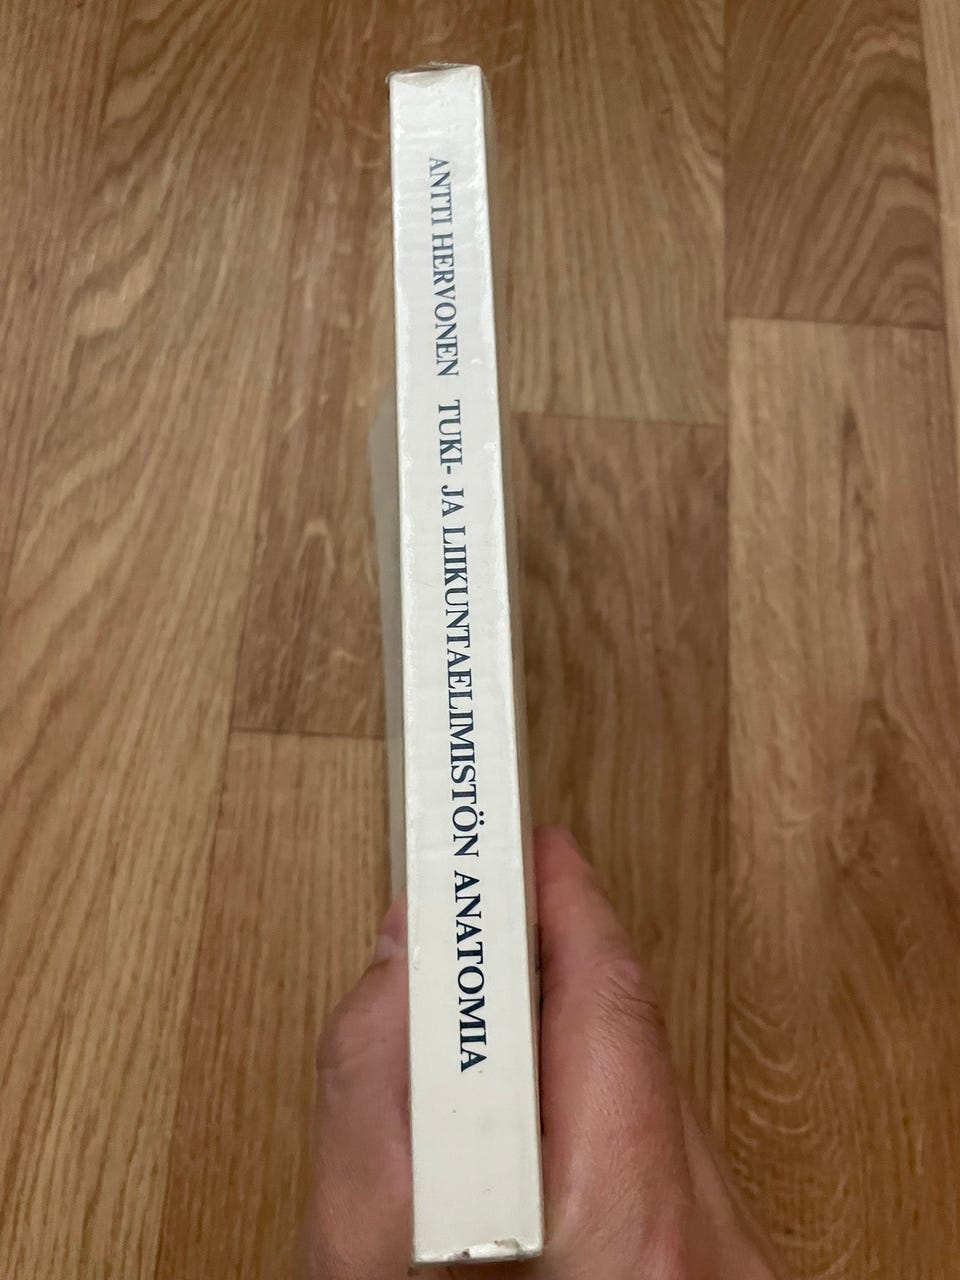 ANTTI HERVONEN TUKI- JA LIIKUNTAELIMISTÖN ANATOMIA